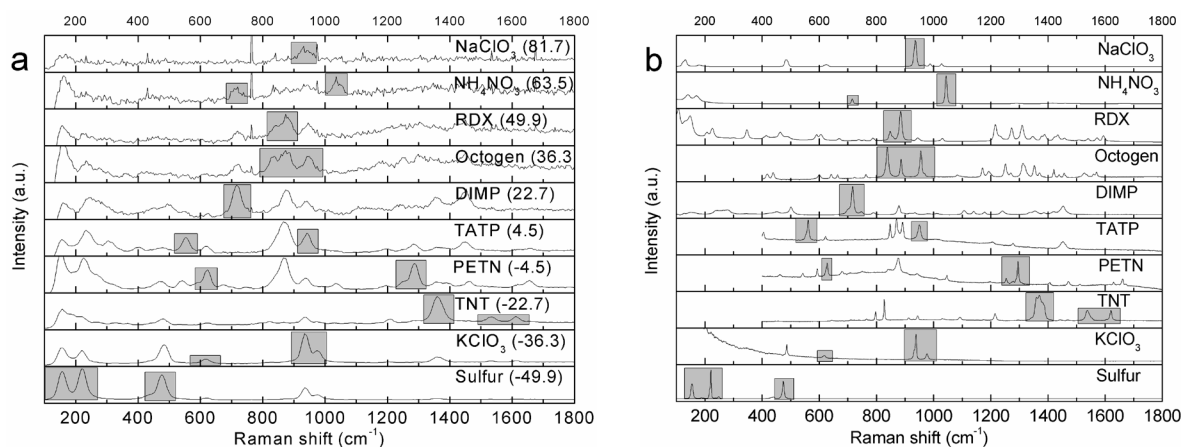 200 400 600 800 1000 1200 1400 1600 1800
a
NaClO3 (81.7)
NH4NO3 (63.5)
RDX (49.9)
Octogen (36.3
DIMP (22.7)
TATP (4.5)
PETN (-4.5)
TNT (-22.7)
KClO3 (-36.3)
Sulfur (-49.9)
Intensity (a.u.)
200 400 600 800 1000 1200 1400 1600 1800
Raman shift (cm-1)
200 400 600 800 1000 1200 1400 1600 1800
b
NaClO3
NH4NO3
RDX
Octogen
DIMP
TATP
PETN
TNT
KClO3
Sulfur
Intensity (a.u.)
200 400 600 800 1000 1200 1400 1600 1800
Raman shift (cm-1)